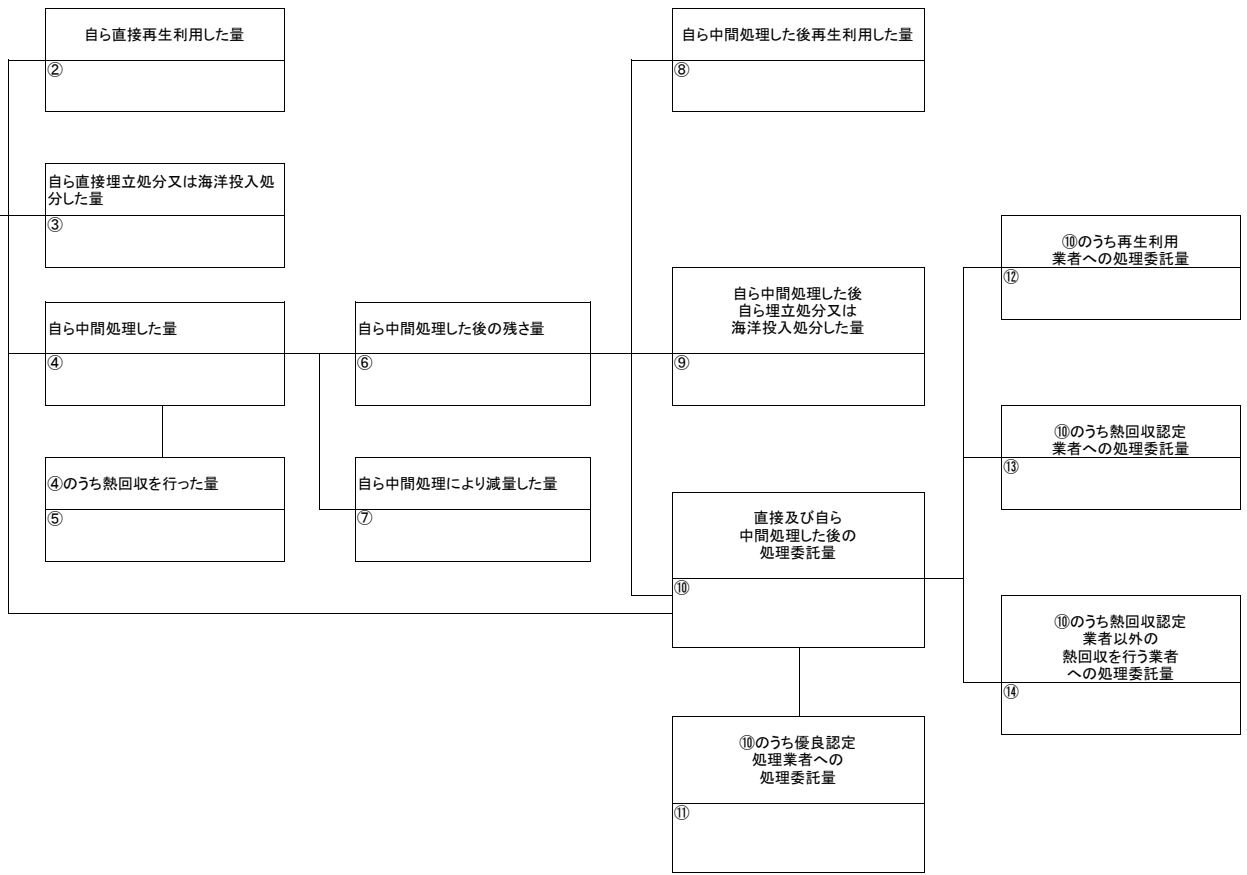 自ら直接再生利用した量
②
自ら直接埋立処分又は海洋投入処
分した量
③
自ら中間処理した量
④
④のうち熱回収を行った量
⑤
自ら中間処理した後の残さ量
⑥
自ら中間処理により減量した量
⑦
自ら中間処理した後再生利用した量
⑧
自ら中間処理した後
自ら埋立処分又は
海洋投入処分した量
⑨
直接及び自ら
中間処理した後の
処理委託量
⑩
⑩のうち優良認定
処理業者への
処理委託量
⑪
⑩のうち再生利用
業者への処理委託量
⑫
⑩のうち熱回収認定
業者への処理委託量
⑬
⑩のうち熱回収認定
業者以外の
熱回収を行う業者
への処理委託量
⑭